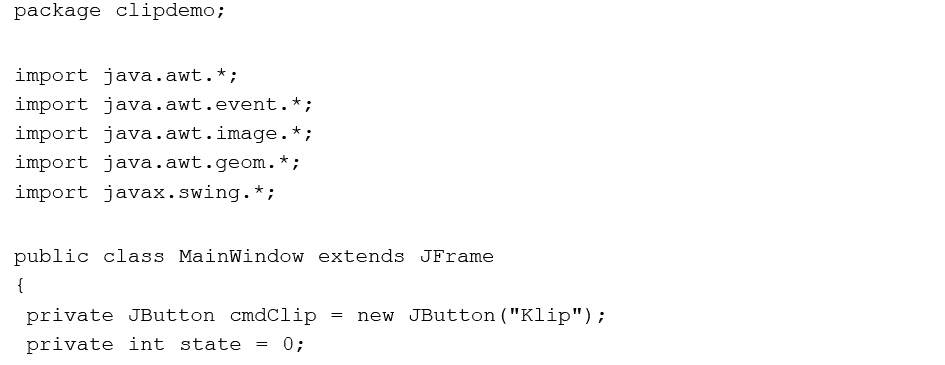 package clipdemo;
import java.awt.*;
import java.awt.event.*;
import java.awt.image.*;
import java.awt.geom.*;
import javax.swing.*;
public class MainWindow extends JFrame
{
private JButton cmdClip = new JButton("Klip");
private int state = 0;